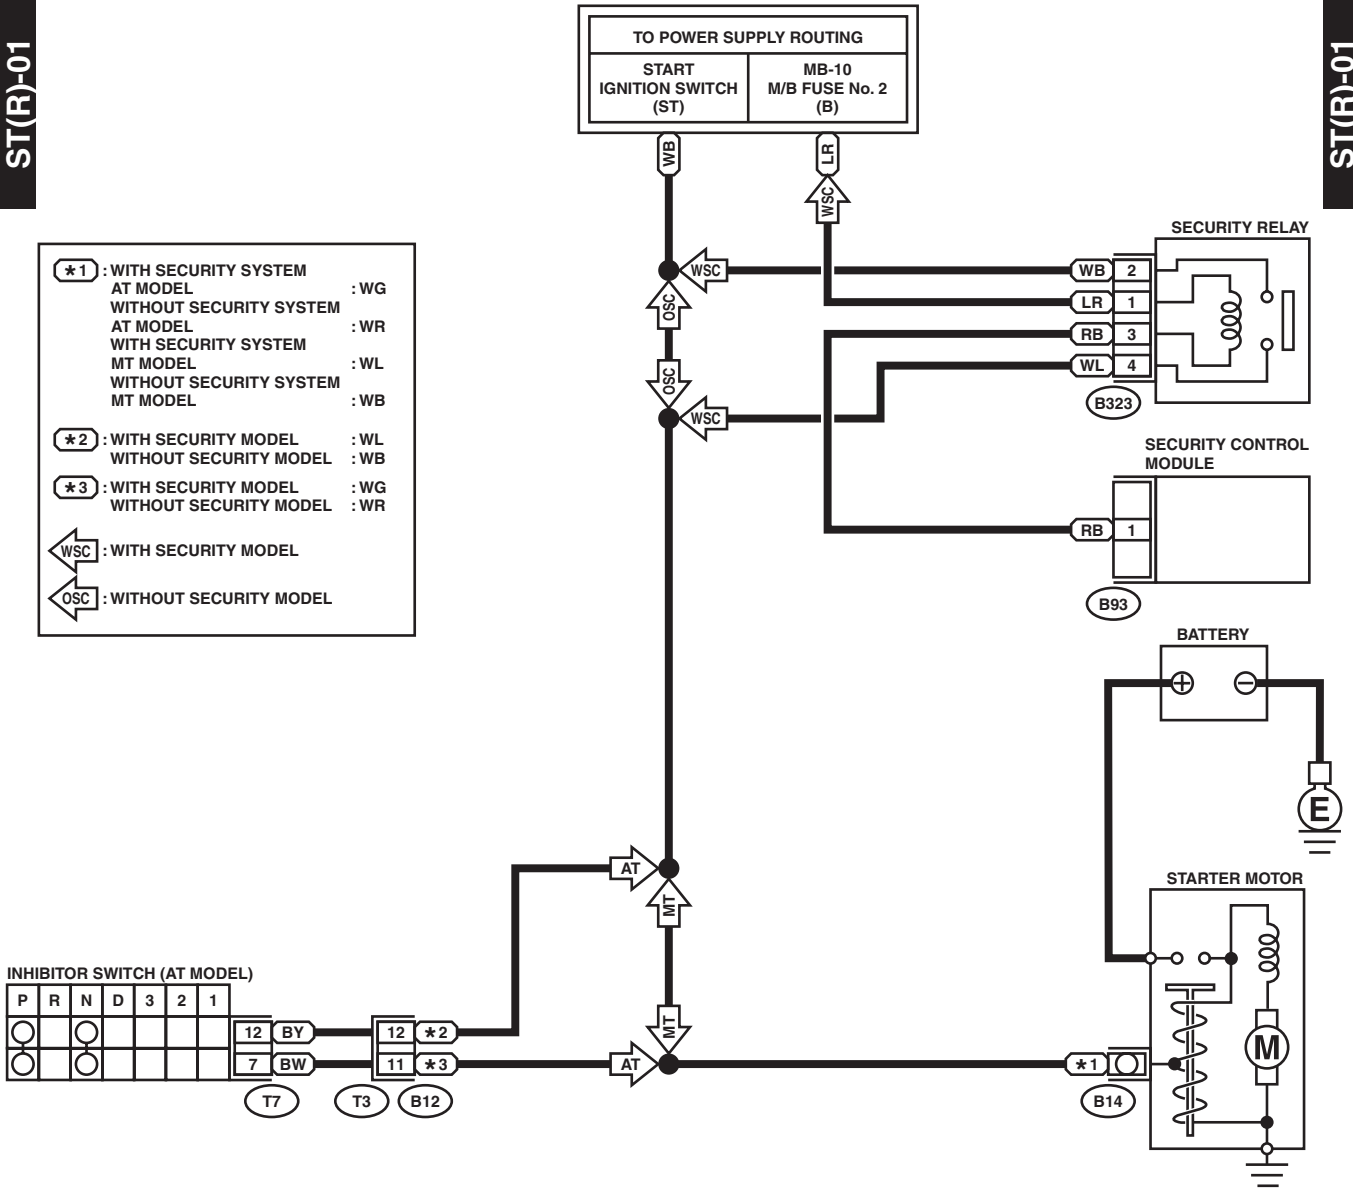 ST(R)-01
ST(R)-01
TO POWER SUPPLY ROUTING
START
IGNITION SWITCH
(ST)
MB-10
M/B FUSE No. 2
(B)
WB
LR
WSC
SECURITY RELAY
WSC
WB 2
LR 1
RB 3
WL 4
B323
OSC
OSC
WSC
*1 : WITH SECURITY SYSTEM
AT MODEL : WG
WITHOUT SECURITY SYSTEM
AT MODEL : WR
WITH SECURITY SYSTEM
MT MODEL : WL
WITHOUT SECURITY SYSTEM
MT MODEL : WB
*2 : WITH SECURITY MODEL : WL
WITHOUT SECURITY MODEL : WB
*3 : WITH SECURITY MODEL : WG
WITHOUT SECURITY MODEL : WR
WSC : WITH SECURITY MODEL
OSC : WITHOUT SECURITY MODEL
SECURITY CONTROL
MODULE
RB 1
B93
BATTERY
+ −
E
STARTER MOTOR
M
AT
MT
MT
AT
INHIBITOR SWITCH (AT MODEL)
P R N D 3 2 1
12 BY 12 *2
7 BW 11 *3
T7 T3 B12
*1
B14